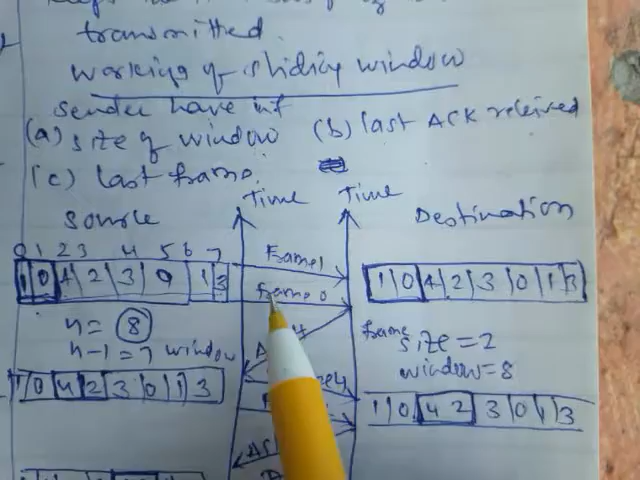 transmitted.
working of sliding window
sender have inf
(a) size of window (b) last ACK received
(c) last frame.
Time Time
source Destination
0 1 2 3 4 5 6 7
Frame1
1 0 4 2 3 0 1 3
1 0 4 2 3 0 1 3
frame 0
n = 8
n-1 = 7 window
frame size = 2
window = 8
1 0 4 2 3 0 1 3
1 0 4 2 3 0 1 3